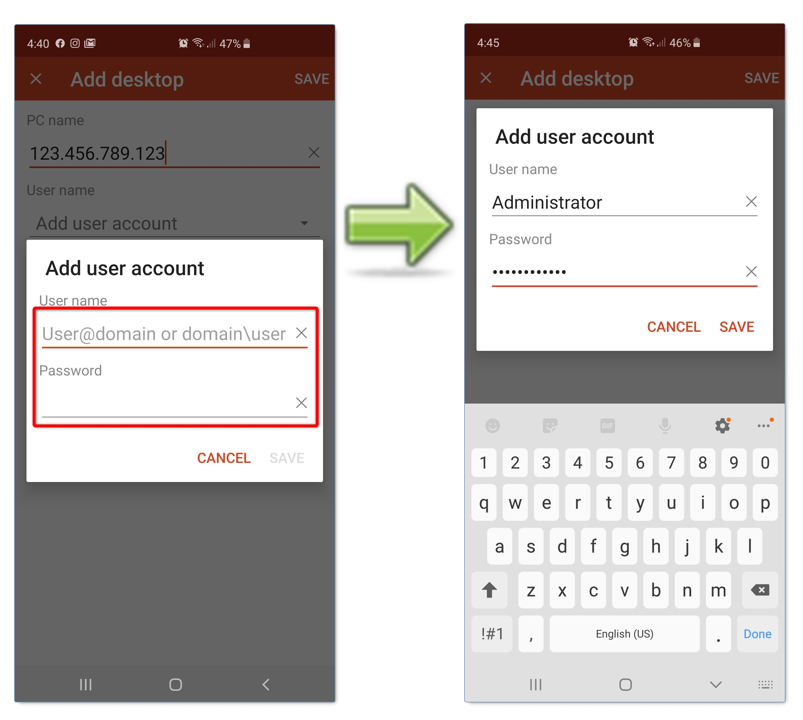 4:40 47%
Add desktop SAVE
PC name
123.456.789.123
User name
Add user account
Add user account
User name
User@domain or domain\user
Password
CANCEL SAVE
4:45 46%
Add desktop SAVE
Add user account
User name
Administrator
Password
••••••••••••
CANCEL SAVE
GIF
1 2 3 4 5 6 7 8 9 0
q w e r t y u i o p
a s d f g h j k l
z x c v b n m
!#1 , English (US) . Done